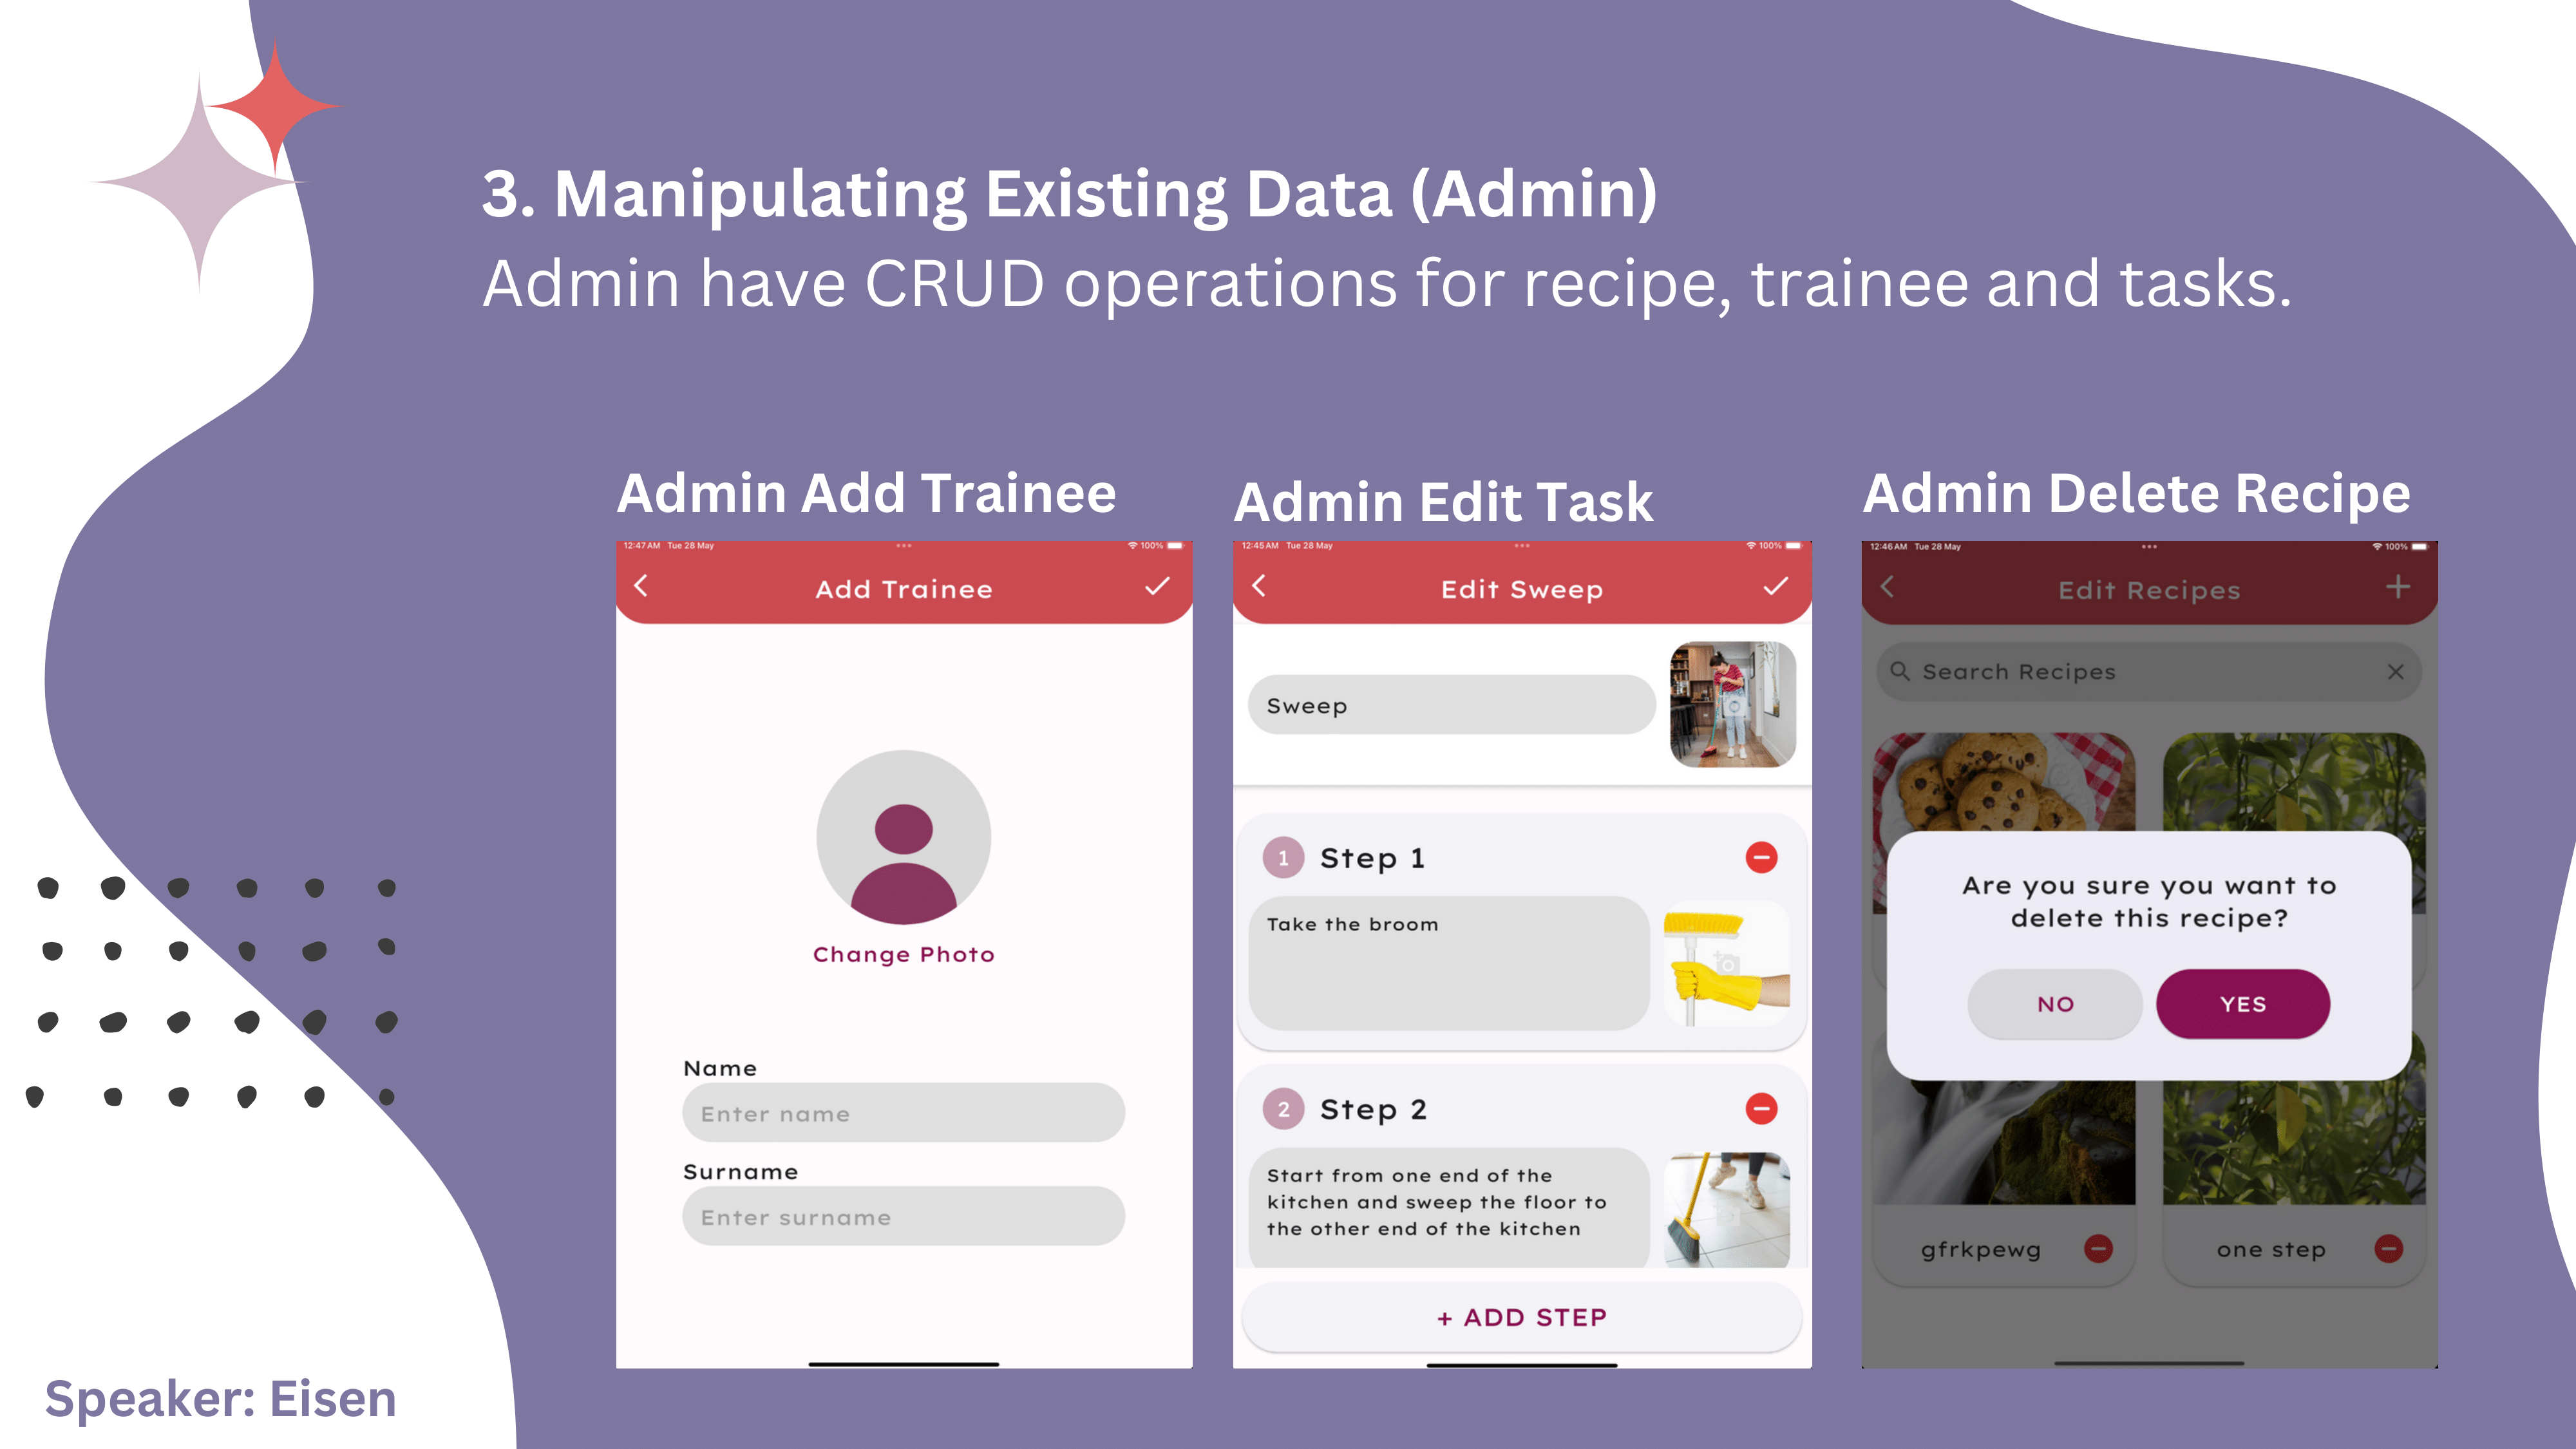 3. Manipulating Existing Data (Admin)
Admin have CRUD operations for recipe, trainee and tasks.
Admin Add Trainee
12:47 AM Tue 28 May
100%
Add Trainee
Change Photo
Name
Enter name
Surname
Enter surname
Admin Edit Task
12:45 AM Tue 28 May
100%
Edit Sweep
Sweep
1 Step 1
Take the broom
2 Step 2
Start from one end of the
kitchen and sweep the floor to
the other end of the kitchen
+ ADD STEP
Admin Delete Recipe
12:46 AM Tue 28 May
100%
Edit Recipes
Search Recipes
Are you sure you want to
delete this recipe?
NO YES
gfrkpewg
one step
Speaker: Eisen